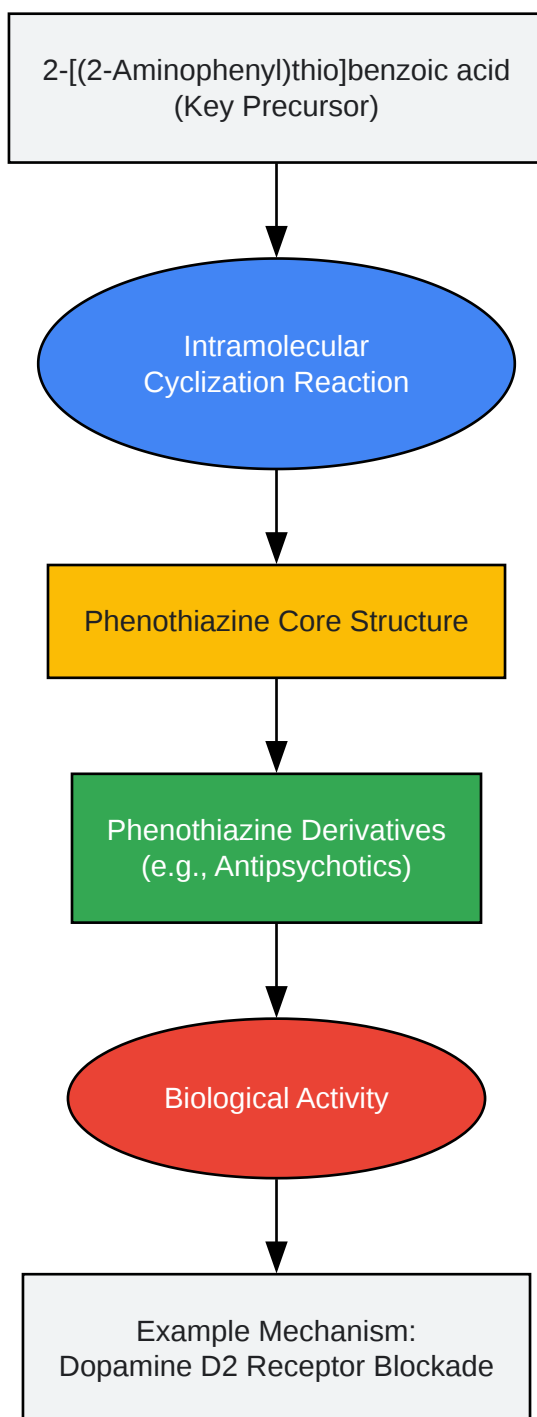 2-[(2-Aminophenyl)thio]benzoic acid
(Key Precursor)
Intramolecular
Cyclization Reaction
Phenothiazine Core Structure
Phenothiazine Derivatives
(e.g., Antipsychotics)
Biological Activity
Example Mechanism:
Dopamine D2 Receptor Blockade